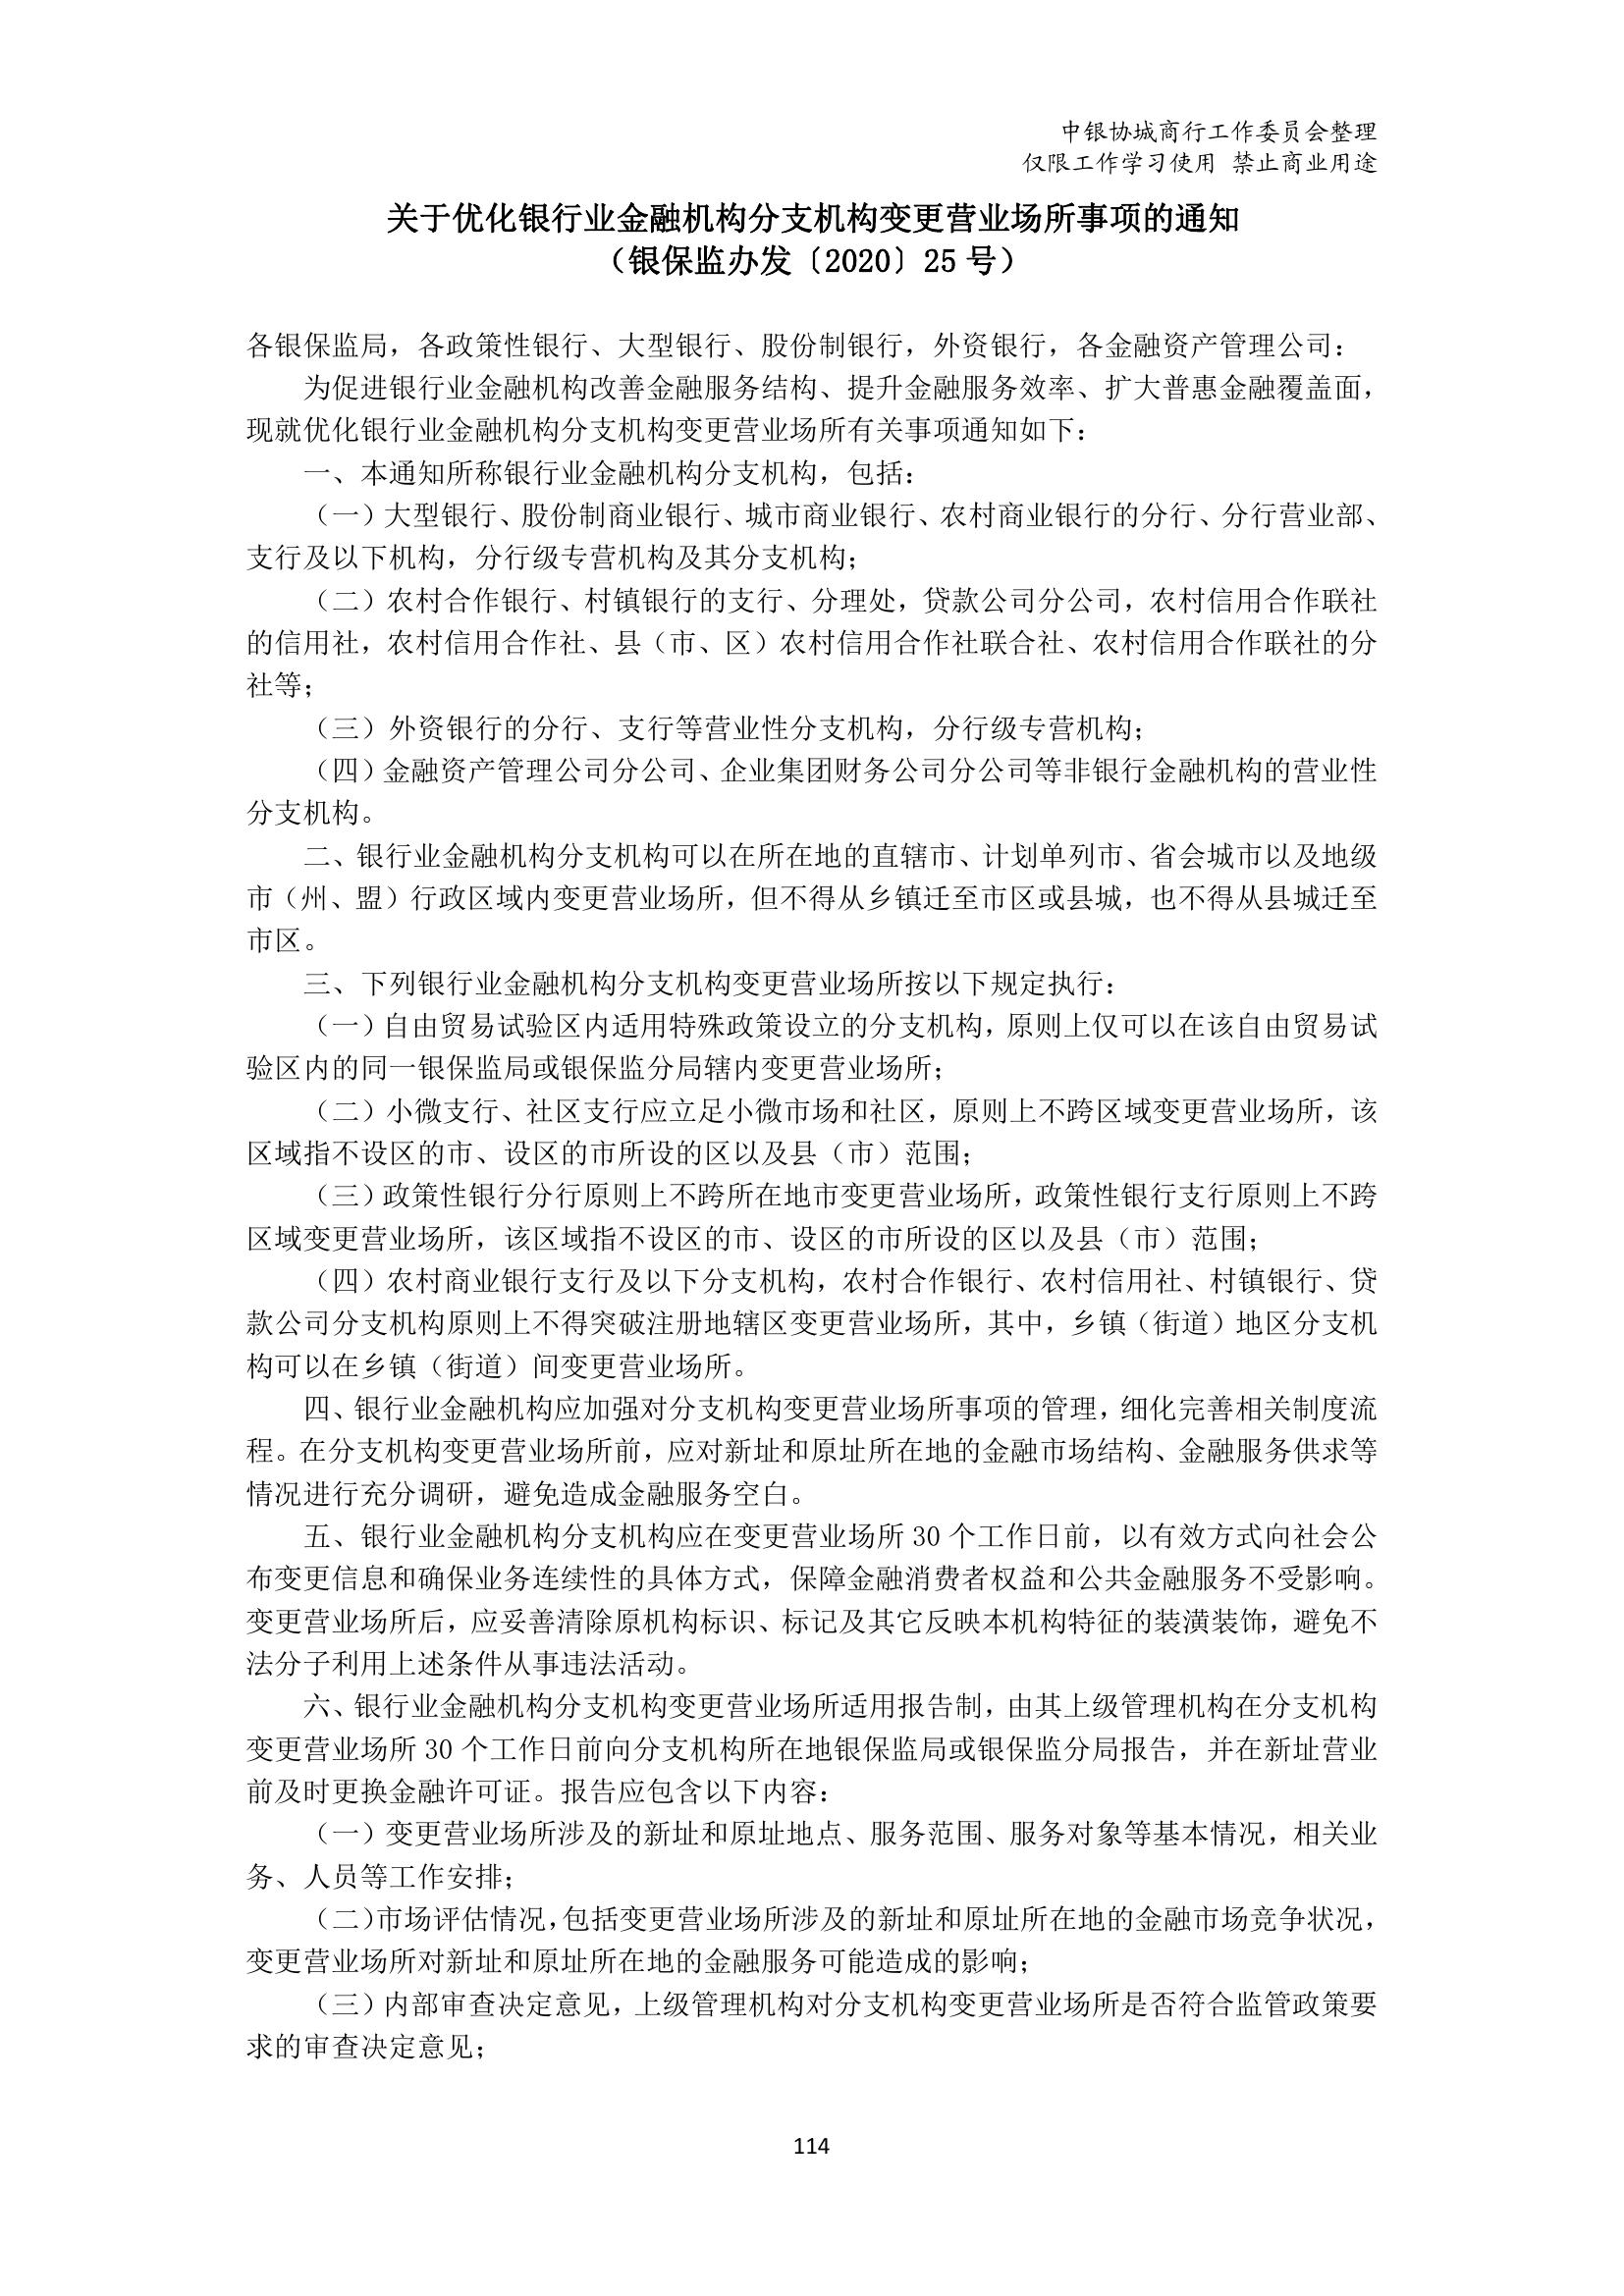 中银协城商行工作委员会整理
仅限工作学习使用 禁止商业用途
关于优化银行业金融机构分支机构变更营业场所事项的通知
（银保监办发〔2020〕25 号）
各银保监局，各政策性银行、大型银行、股份制银行，外资银行，各金融资产管理公司：
为促进银行业金融机构改善金融服务结构、提升金融服务效率、扩大普惠金融覆盖面，
现就优化银行业金融机构分支机构变更营业场所有关事项通知如下：
一、本通知所称银行业金融机构分支机构，包括：
（一）大型银行、股份制商业银行、城市商业银行、农村商业银行的分行、分行营业部、
支行及以下机构，分行级专营机构及其分支机构；
（二）农村合作银行、村镇银行的支行、分理处，贷款公司分公司，农村信用合作联社
的信用社，农村信用合作社、县（市、区）农村信用合作社联合社、农村信用合作联社的分
社等；
（三）外资银行的分行、支行等营业性分支机构，分行级专营机构；
（四）金融资产管理公司分公司、企业集团财务公司分公司等非银行金融机构的营业性
分支机构。
二、银行业金融机构分支机构可以在所在地的直辖市、计划单列市、省会城市以及地级
市（州、盟）行政区域内变更营业场所，但不得从乡镇迁至市区或县城，也不得从县城迁至
市区。
三、下列银行业金融机构分支机构变更营业场所按以下规定执行：
（一）自由贸易试验区内适用特殊政策设立的分支机构，原则上仅可以在该自由贸易试
验区内的同一银保监局或银保监分局辖内变更营业场所；
（二）小微支行、社区支行应立足小微市场和社区，原则上不跨区域变更营业场所，该
区域指不设区的市、设区的市所设的区以及县（市）范围；
（三）政策性银行分行原则上不跨所在地市变更营业场所，政策性银行支行原则上不跨
区域变更营业场所，该区域指不设区的市、设区的市所设的区以及县（市）范围；
（四）农村商业银行支行及以下分支机构，农村合作银行、农村信用社、村镇银行、贷
款公司分支机构原则上不得突破注册地辖区变更营业场所，其中，乡镇（街道）地区分支机
构可以在乡镇（街道）间变更营业场所。
四、银行业金融机构应加强对分支机构变更营业场所事项的管理，细化完善相关制度流
程。在分支机构变更营业场所前，应对新址和原址所在地的金融市场结构、金融服务供求等
情况进行充分调研，避免造成金融服务空白。
五、银行业金融机构分支机构应在变更营业场所 30 个工作日前，以有效方式向社会公
布变更信息和确保业务连续性的具体方式，保障金融消费者权益和公共金融服务不受影响。
变更营业场所后，应妥善清除原机构标识、标记及其它反映本机构特征的装潢装饰，避免不
法分子利用上述条件从事违法活动。
六、银行业金融机构分支机构变更营业场所适用报告制，由其上级管理机构在分支机构
变更营业场所 30 个工作日前向分支机构所在地银保监局或银保监分局报告，并在新址营业
前及时更换金融许可证。报告应包含以下内容：
（一）变更营业场所涉及的新址和原址地点、服务范围、服务对象等基本情况，相关业
务、人员等工作安排；
（二）市场评估情况，包括变更营业场所涉及的新址和原址所在地的金融市场竞争状况，
变更营业场所对新址和原址所在地的金融服务可能造成的影响；
（三）内部审查决定意见，上级管理机构对分支机构变更营业场所是否符合监管政策要
求的审查决定意见；
114